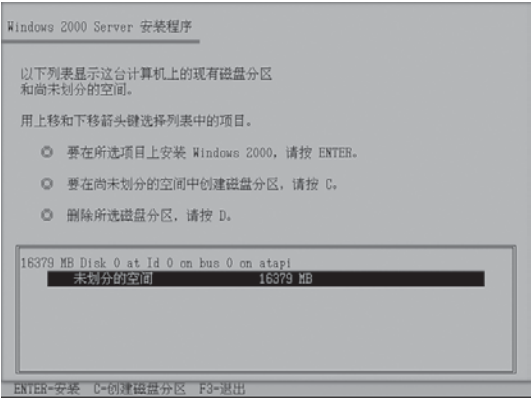 Windows 2000 Server 安装程序
以下列表显示这台计算机上的现有磁盘分区
和尚未划分的空间。
用上移和下移箭头键选择列表中的项目。
要在所选项目上安装 Windows 2000，请按 ENTER。
要在尚未划分的空间中创建磁盘分区，请按 C。
删除所选磁盘分区，请按 D。
16379 MB Disk 0 at Id 0 on bus 0 on atapi
未划分的空间 16379 MB
ENTER=安装 C=创建磁盘分区 F3=退出